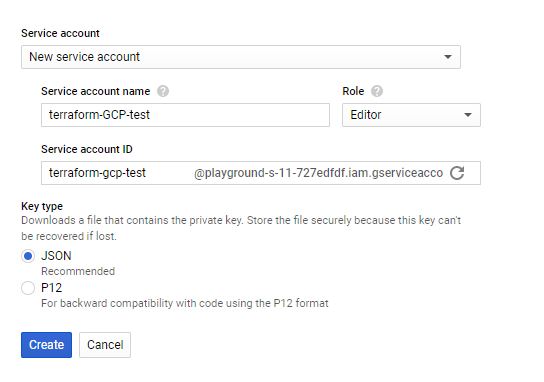 Service account
New service account
Service account name
Role
terraform-GCP-test
Editor
Service account ID
terraform-gcp-test @playground-s-11-727edfdf.iam.gserviceacco
Key type
Downloads a file that contains the private key. Store the file securely because this key can't
be recovered if lost.
JSON
Recommended
P12
For backward compatibility with code using the P12 format
Create Cancel